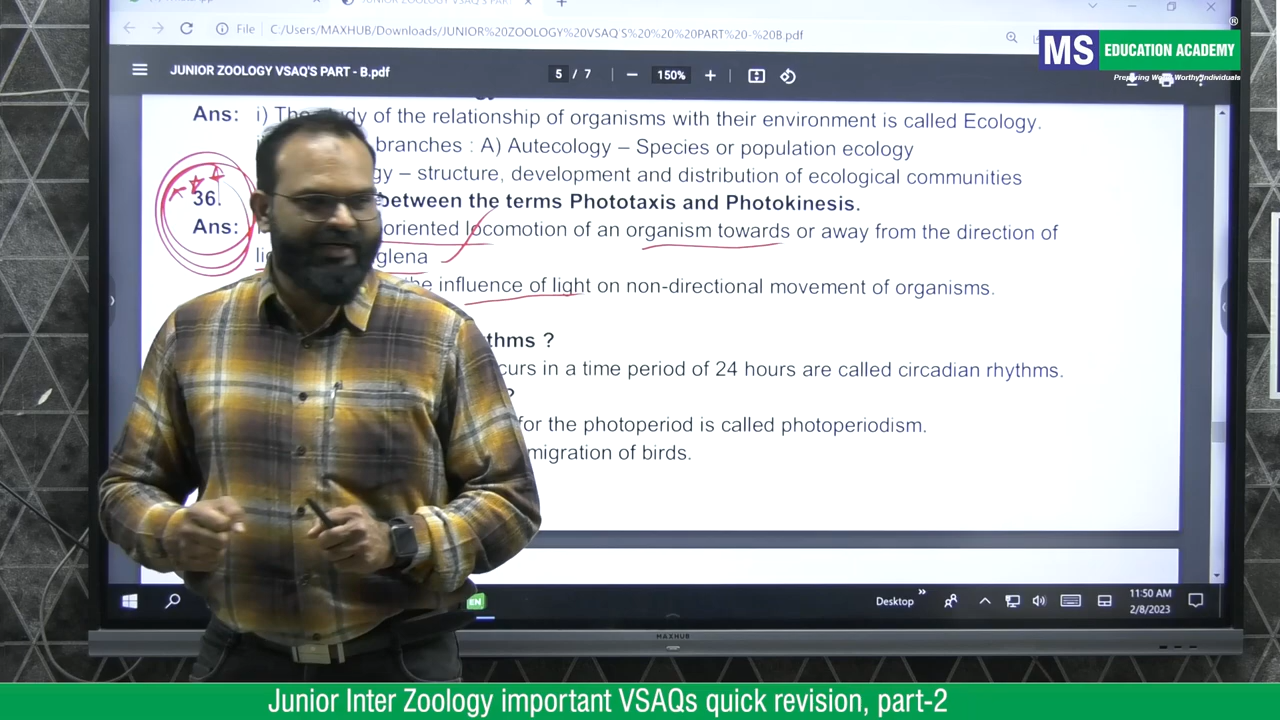 File C:/Users/MAXHUB/Downloads/JUNIOR%20ZOOLOGY%20VSAQ'S%20%20PART%20-%20B.pdf
MS EDUCATION ACADEMY ®
JUNIOR ZOOLOGY VSAQ'S PART - B.pdf 5 / 7 150%
Ans: i) The study of the relationship of organisms with their environment is called Ecology.
branches : A) Autecology – Species or population ecology
gy – structure, development and distribution of ecological communities
36. between the terms Phototaxis and Photokinesis.
Ans: oriented locomotion of an organism towards or away from the direction of
glena
the influence of light on non-directional movement of organisms.
thms ?
curs in a time period of 24 hours are called circadian rhythms.
?
for the photoperiod is called photoperiodism.
migration of birds.
EN Desktop 11:50 AM
2/8/2023
MAXHUB
Junior Inter Zoology important VSAQs quick revision, part-2